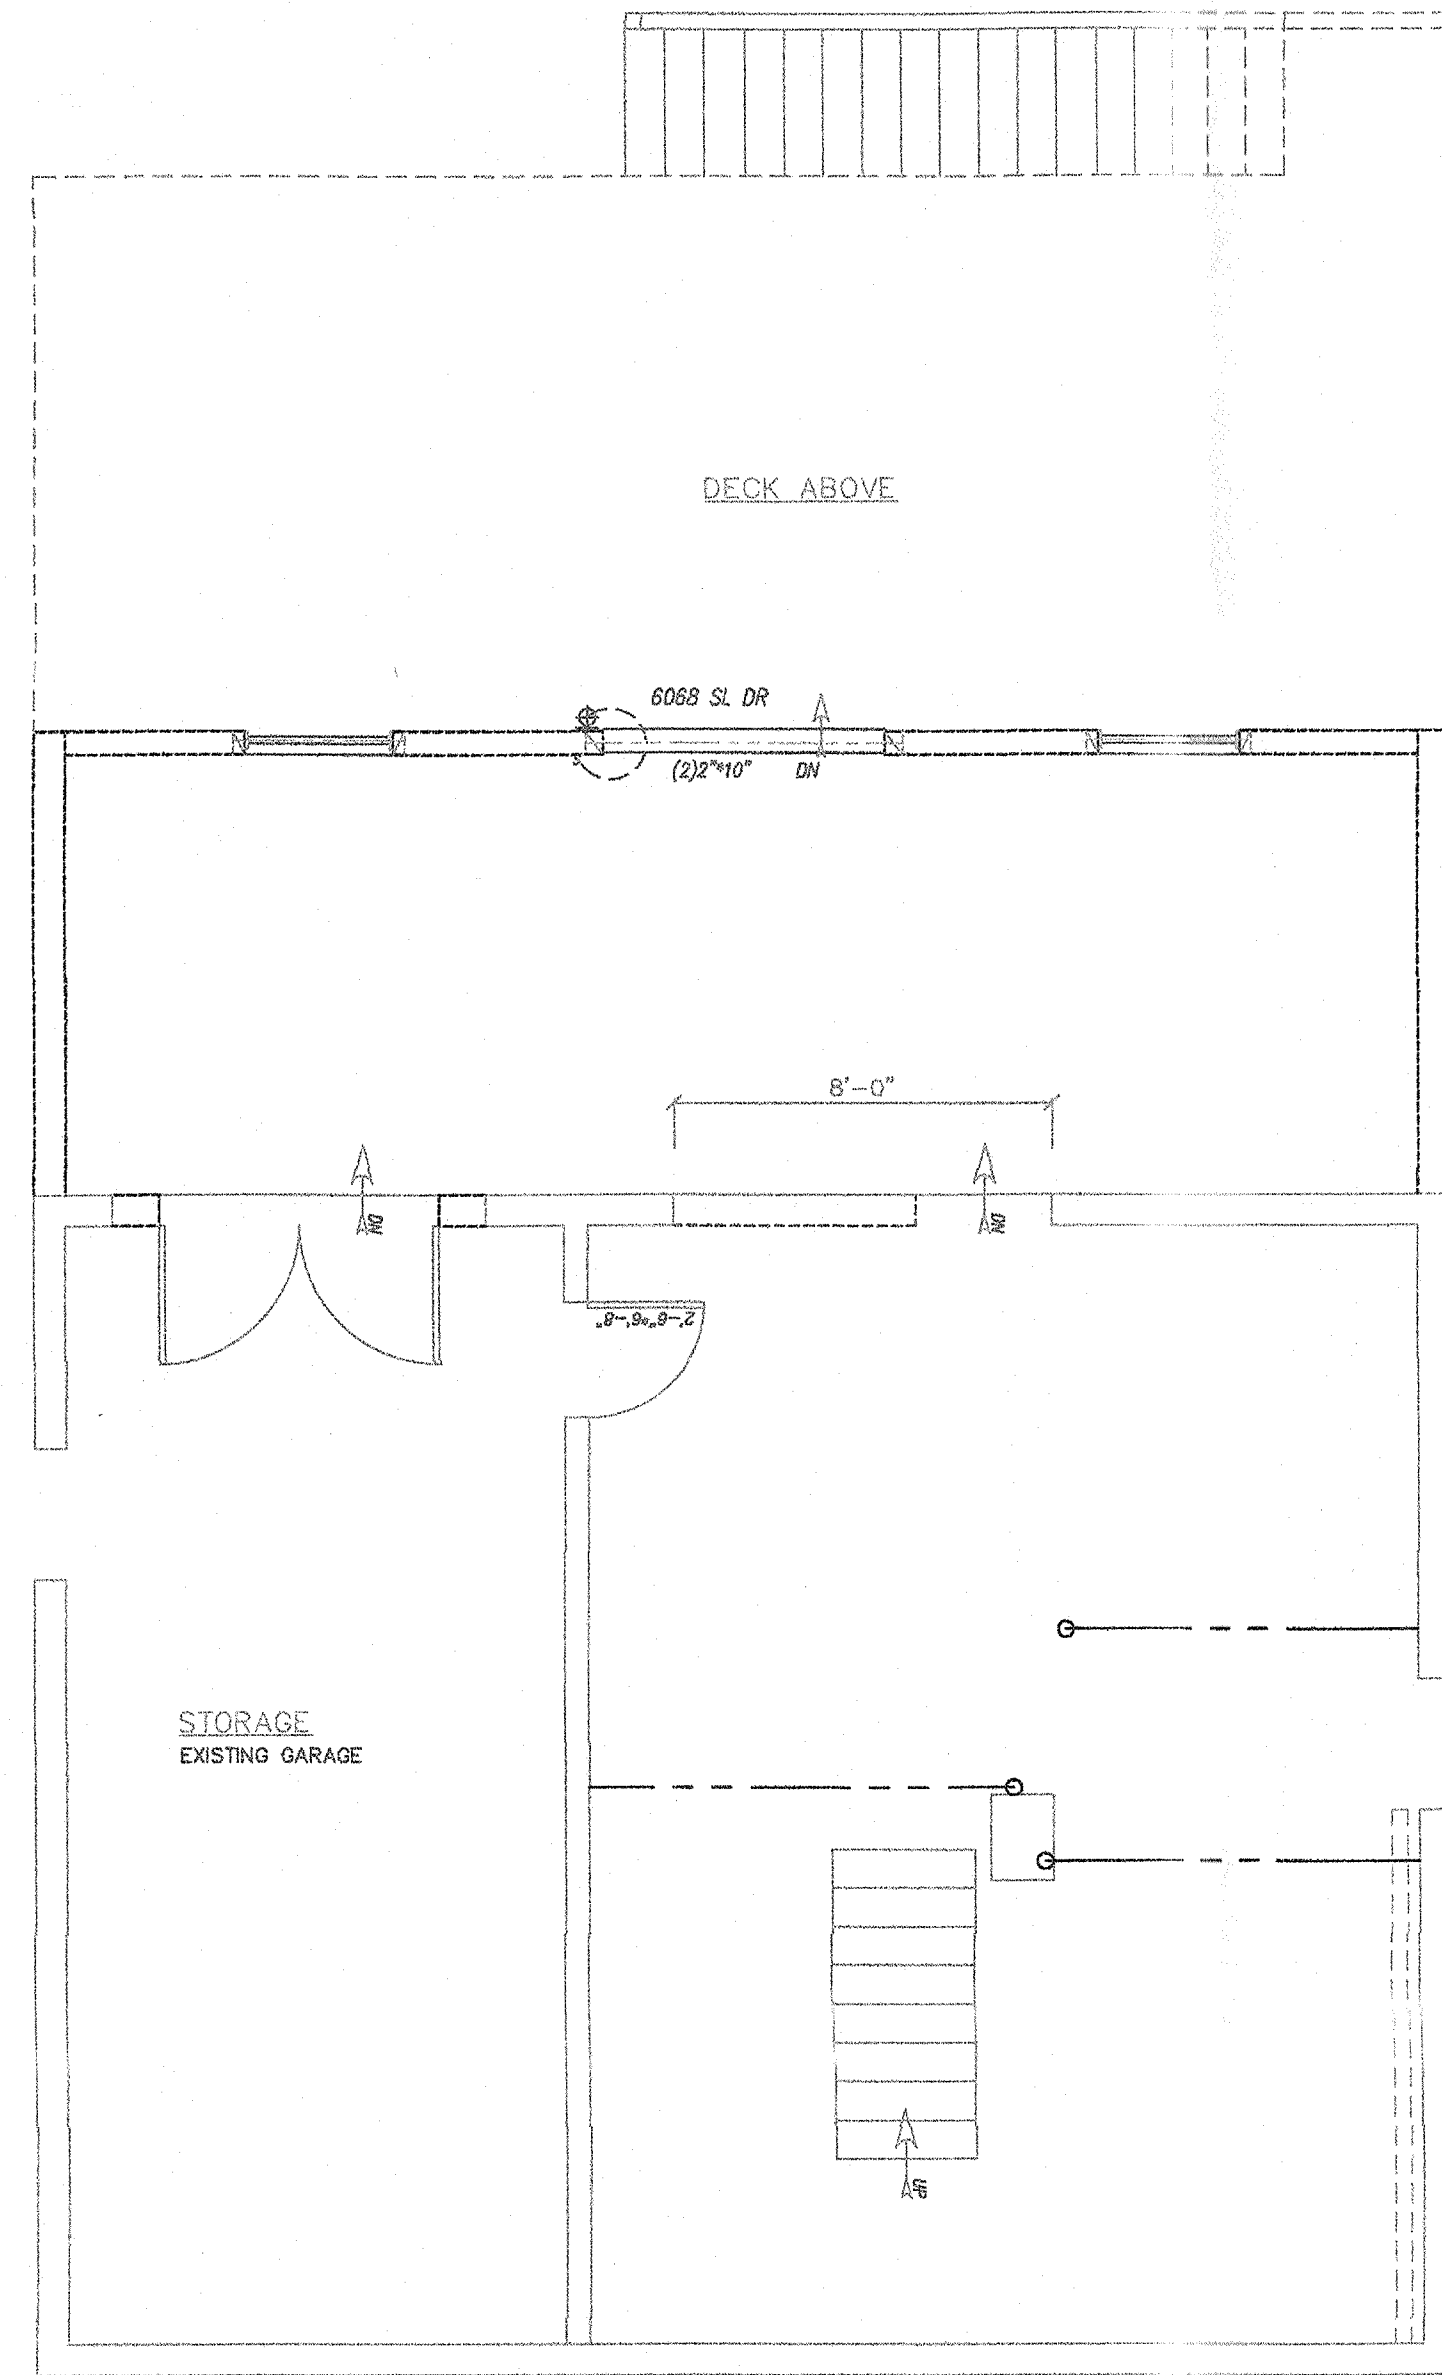 DECK ABOVE
6068 SL DR
(2)2"*10" DN
8'-0"
DN
DN
2'-6"*6'-8"
STORAGE
EXISTING GARAGE
UP